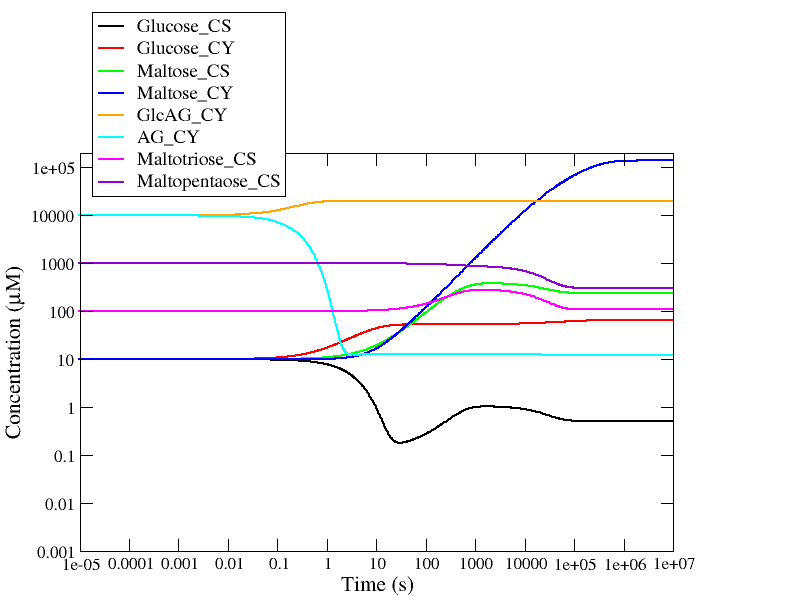 Glucose_CS
Glucose_CY
Maltose_CS
Maltose_CY
GlcAG_CY
AG_CY
Maltotriose_CS
Maltopentaose_CS
1e+05
10000
1000
100
10
1
0.1
0.01
0.001
Concentration (μM)
1e-05 0.0001 0.001 0.01 0.1 1 10 100 1000 10000 1e+05 1e+06 1e+07
Time (s)